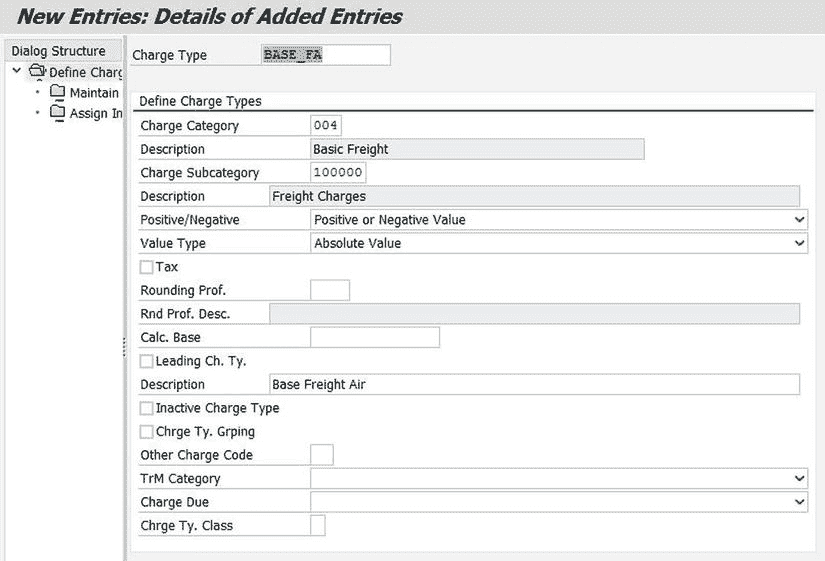 New Entries: Details of Added Entries
Dialog Structure
Define Charg
Maintain
Assign In
Charge Type BASE_FA
Define Charge Types
Charge Category 004
Description Basic Freight
Charge Subcategory 100000
Description Freight Charges
Positive/Negative Positive or Negative Value
Value Type Absolute Value
Tax
Rounding Prof.
Rnd Prof. Desc.
Calc. Base
Leading Ch. Ty.
Description Base Freight Air
Inactive Charge Type
Chrge Ty. Grping
Other Charge Code
TrM Category
Charge Due
Chrge Ty. Class